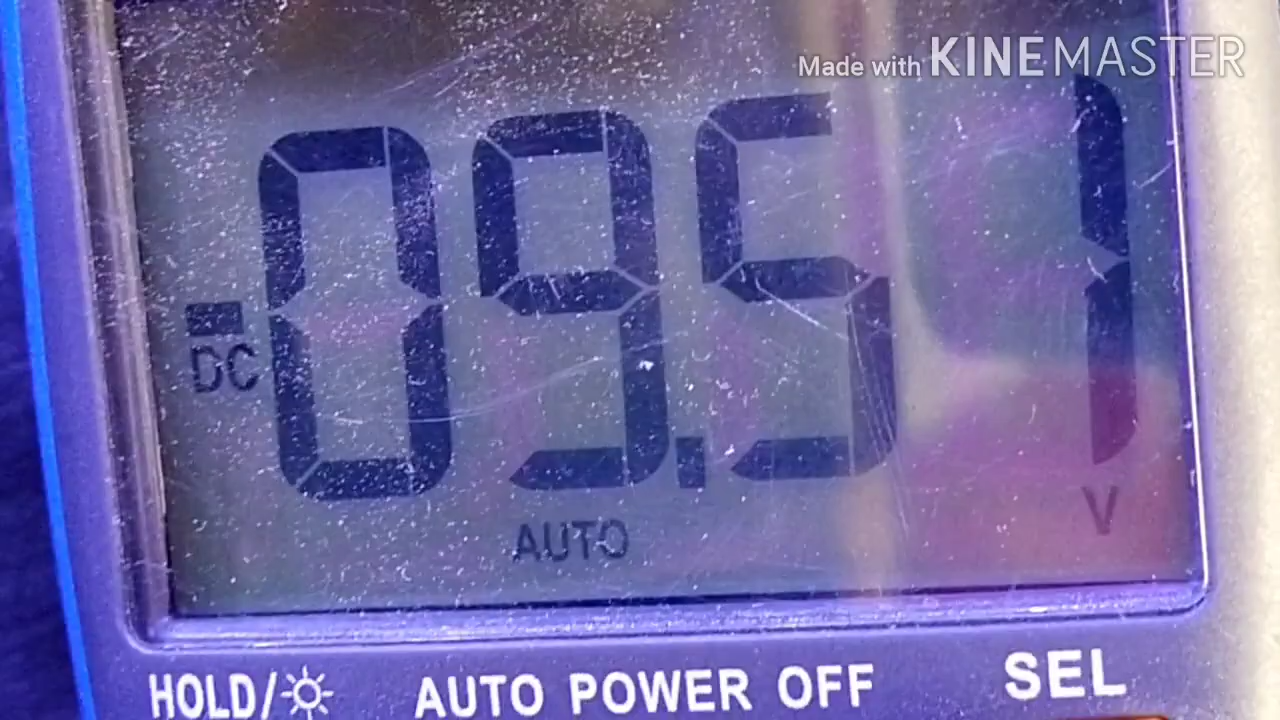 Made with KINEMASTER
-09.51
DC
AUTO
V
HOLD/ AUTO POWER OFF SEL